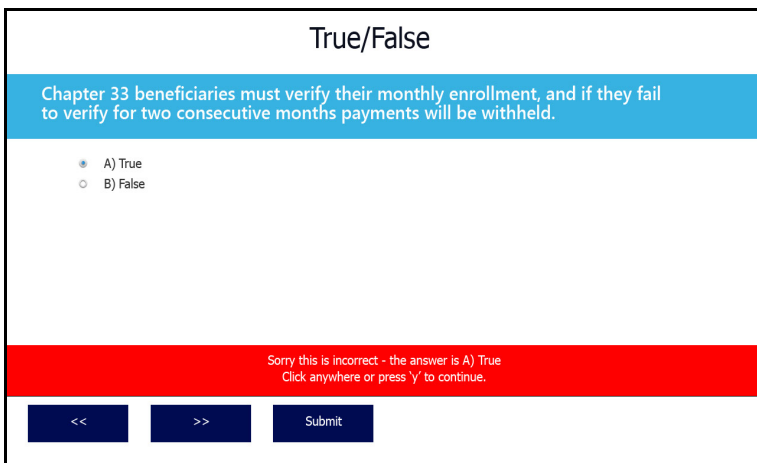 True/False
Chapter 33 beneficiaries must verify their monthly enrollment, and if they fail
to verify for two consecutive months payments will be withheld.
A) True
B) False
Sorry this is incorrect - the answer is A) True
Click anywhere or press ‘y’ to continue.
<<
>>
Submit